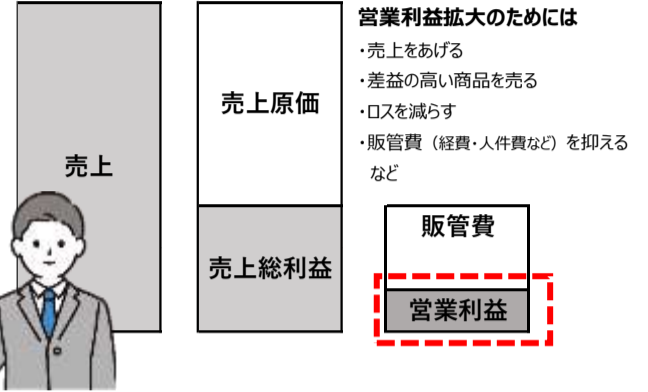 営業利益拡大のためには
・売上をあげる
・差益の高い商品を売る
・ロスを減らす
・販管費（経費・人件費など）を抑える
など
売上
売上原価
売上総利益
販管費
営業利益